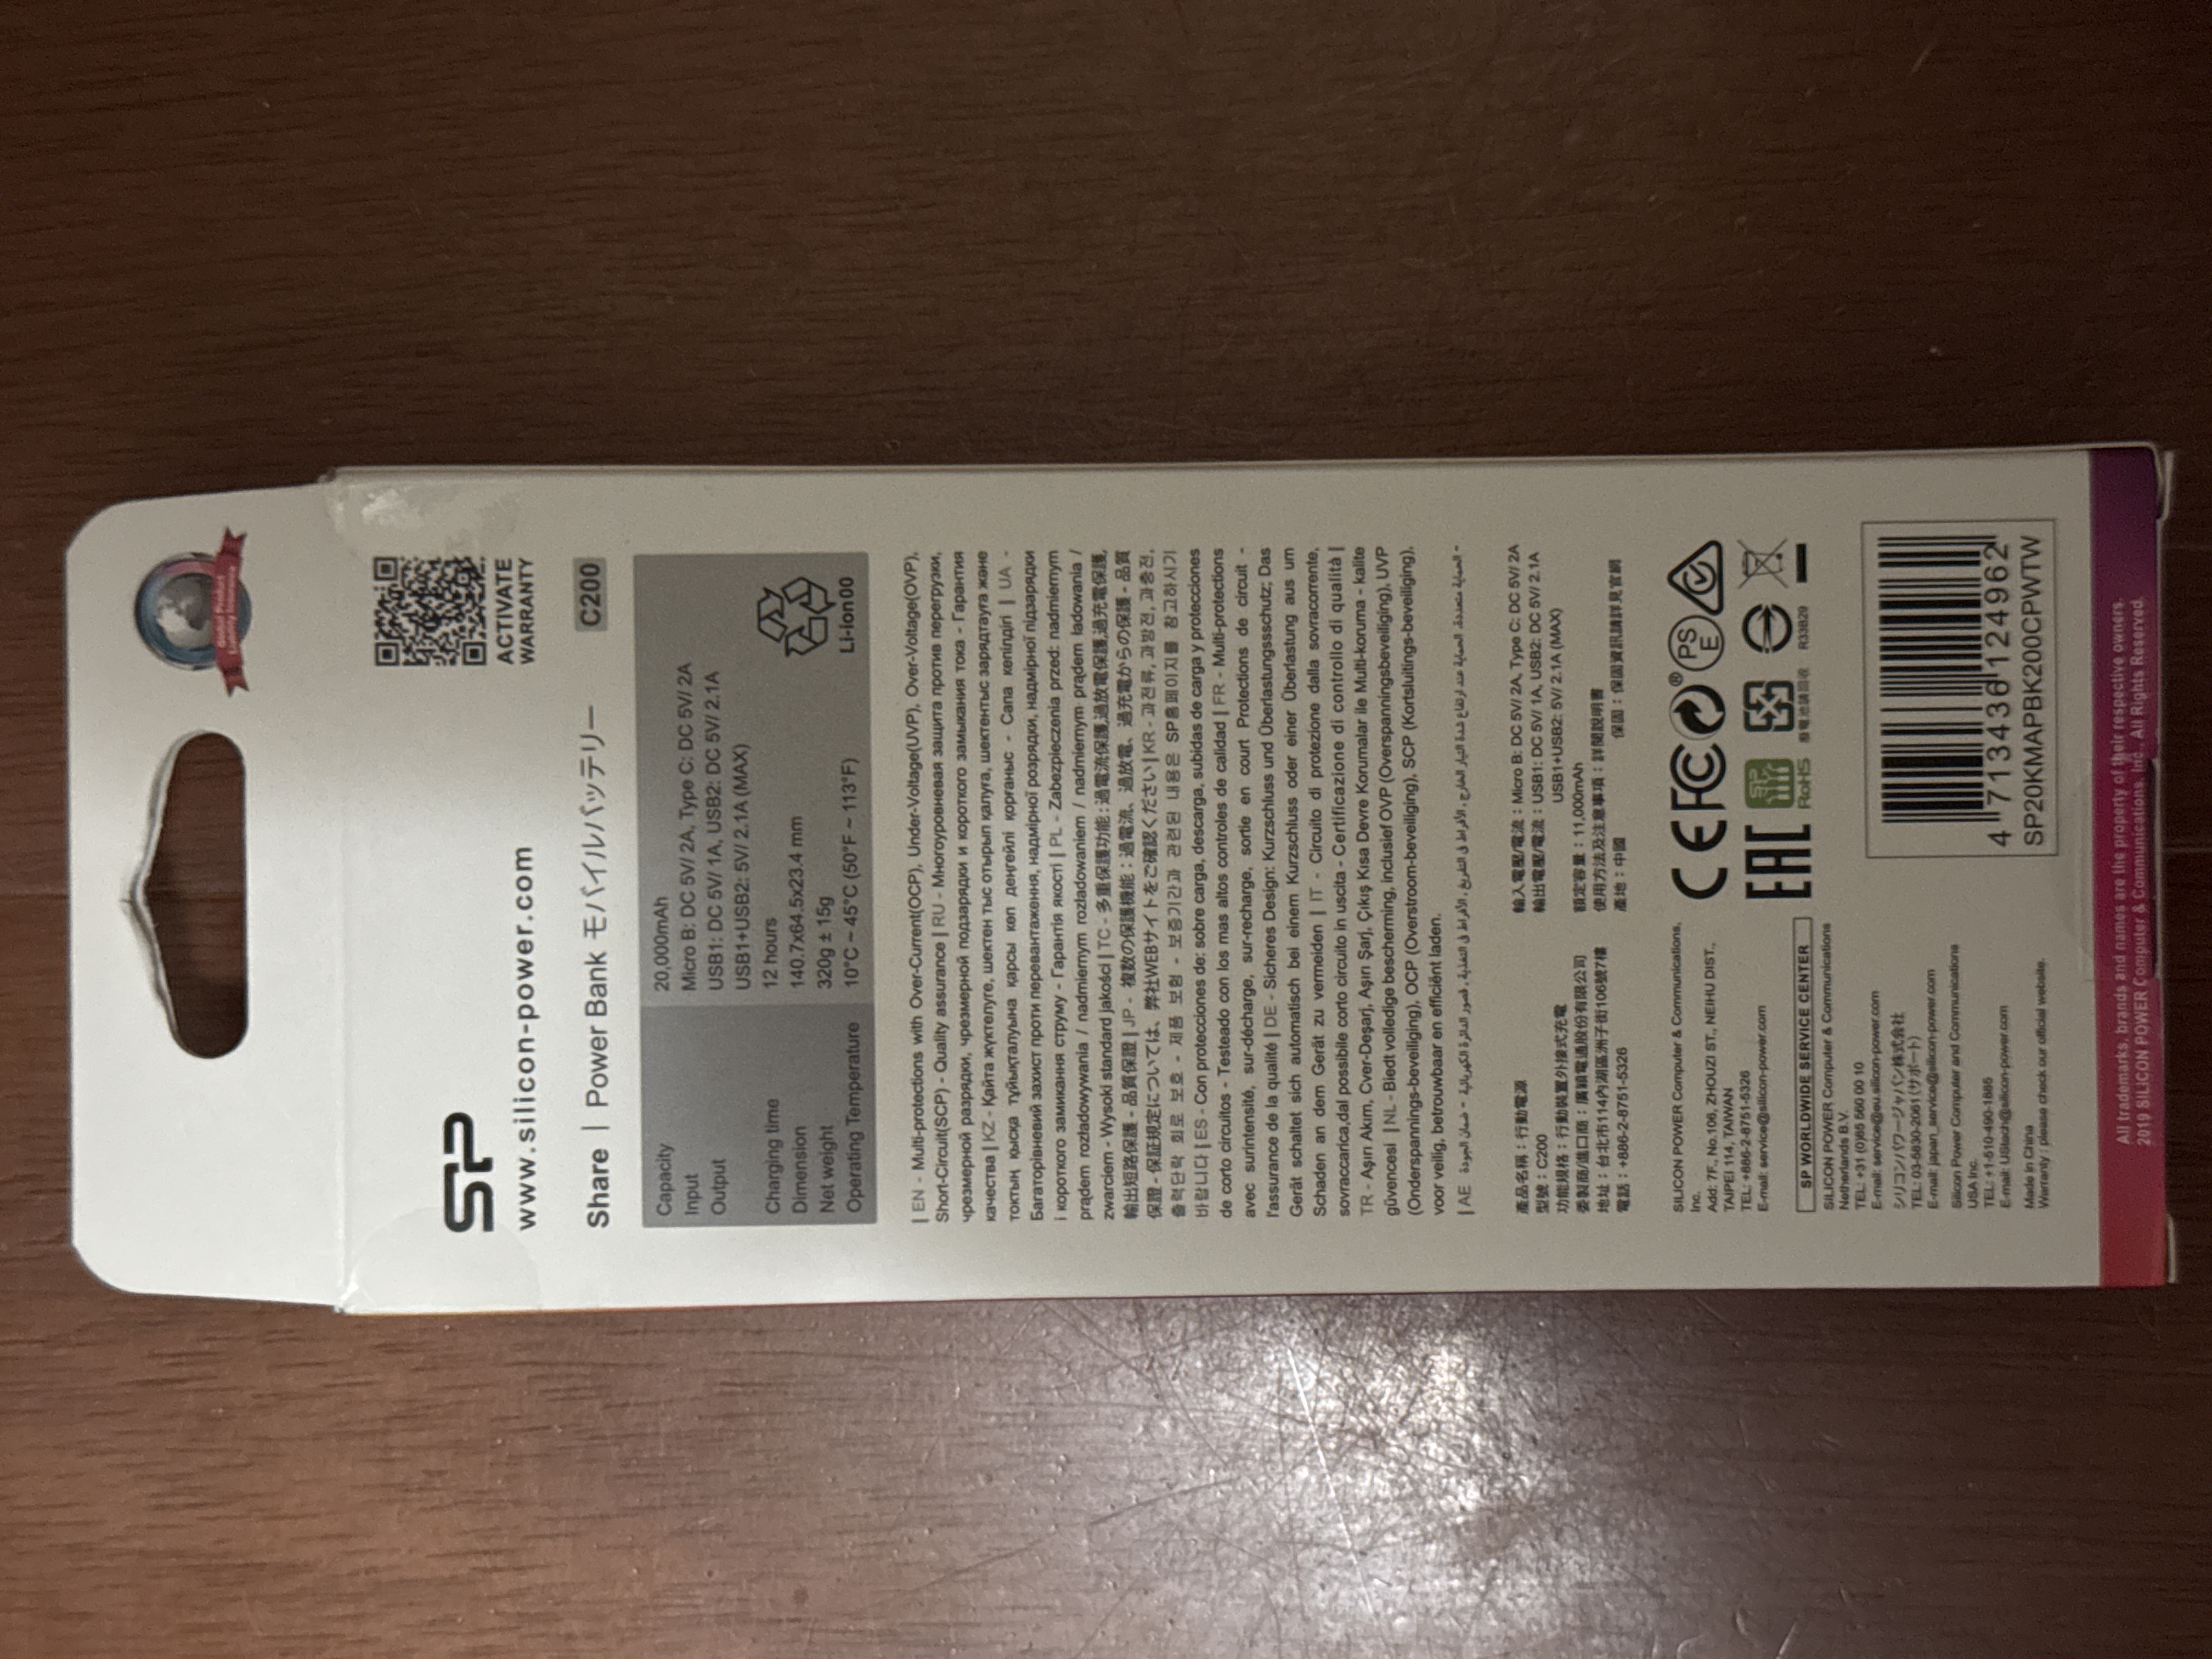 SP
www.silicon-power.com
ACTIVATE
WARRANTY
Share | Power Bank モバイルバッテリー
C200
Capacity 20,000mAh
Input Micro B: DC 5V/ 2A, Type C: DC 5V/ 2A
Output USB1: DC 5V/ 1A, USB2: DC 5V/ 2.1A
USB1+USB2: 5V/ 2.1A (MAX)
Charging time 12 hours
Dimension 140.7x64.5x23.4 mm
Net weight 320g ± 15g
Operating Temperature 10°C ~ 45°C (50°F ~ 113°F)
Li-ion00
| EN - Multi-protections with Over-Current(OCP), Under-Voltage(UVP), Over-Voltage(OVP),
Short-Circuit(SCP) - Quality assurance | RU - Многоуровневая защита против перегрузки,
чрезмерной разрядки, чрезмерной подзарядки и короткого замыкания тока - Гарантия
качества | KZ - Қайта жүктелуге, шектен тыс отырып қалуға, шектентыс зарядтауға және
тоқтың қысқа тұйықталуына қарсы көп деңгейлі қорғаныс - Сапа кепілдігі | UA -
Багаторівневий захист проти перевантаження, надмірної розрядки, надмірної підзарядки
і короткого замикання струму - Гарантія якості | PL - Zabezpieczenia przed: nadmiernym
prądem rozładowywania / nadmiernym rozładowaniem / nadmiernym prądem ładowania /
zwarciem - Wysoki standard jakości | TC - 多重保護功能:過電流保護,過放電保護,過充電保護,
輸出短路保護 - 品質保證 | JP - 複数の保護機能：過電流、過放電、過充電からの保護 - 品質
保證 - 保証規定については、弊社WEBサイトをご確認ください | KR - 과전류, 과방전, 과충전,
출력단락 회로 보호 - 제품 보험 - 보증기간과 관련된 내용은 SP홈페이지를 참고하시기
바랍니다 | ES - Con protecciones de: sobre carga, descarga, subidas de carga y protecciones
de corto circuitos - Testeado con los mas altos controles de calidad | FR - Multi-protections
avec surintensité, sur-décharge, sur-recharge, sortie en court Protections de circuit -
l'assurance de la qualité | DE - Sicheres Design: Kurzschluss und Überlastungssschutz; Das
Gerät schaltet sich automatisch bei einem Kurzschluss oder einer Überlastung aus um
Schaden an dem Gerät zu vermeiden | IT - Circuito di protezione dalla sovracorrente,
sovraccarica,dal possibile corto circuito in uscita - Certificazione di controllo di qualità |
TR - Aşırı Akım, Cver-Deşarj, Aşırı Şarj, Çıkış Kısa Devre Korumalar ile Multi-koruma - kalite
güvencesi | NL - Biedt volledige bescherming, inclusief OVP (Overspanningsbeveiliging), UVP
(Onderspannings-beveiliging), OCP (Overstroom-beveiliging), SCP (Kortsluitings-beveiliging),
voor veilig, betrouwbaar en efficiënt laden.
| AE
產品名稱：行動電源
型號：C200
功能規格：行動裝置外接式充電
委製商/進口商：廣穎電通股份有限公司
地址：台北市114內湖區洲子街106號7樓
電話：+886-2-8751-5326
輸入電壓/電流：Micro B: DC 5V/ 2A, Type C: DC 5V/ 2A
輸出電壓/電流：USB1: DC 5V/ 1A, USB2: DC 5V/ 2.1A
USB1+USB2: 5V/ 2.1A (MAX)
額定容量：11,000mAh
使用方法及注意事項：詳閱說明書
產地：中國 保固：保固資訊請詳見官網
SILICON POWER Computer & Communications,
Inc.
Add: 7F., No.106, ZHOUZI ST., NEIHU DIST.,
TAIPEI 114, TAIWAN
TEL: +886-2-8751-5326
E-mail: service@silicon-power.com
SP WORLDWIDE SERVICE CENTER
SILICON POWER Computer & Communications
Netherlands B.V.
TEL: +31 (0)85 560 00 10
E-mail: service@eu.silicon-power.com
シリコンパワージャパン株式会社
TEL: 03-5830-2061(サポート)
E-mail: japan_service@silicon-power.com
Silicon Power Computer and Communications
USA Inc.
TEL: +1-510-490-1865
E-mail: UStech@silicon-power.com
Made in China
Warranty : please check our official website.
CE FC ®
PS
E
EAC
RoHS
廢電池請回收
R33B29
4 713436 124962
SP20KMAPBK200CPWTW
All trademarks, brands and names are the property of their respective owners.
2019 SILICON POWER Computer & Communications, Inc., All Rights Reserved.